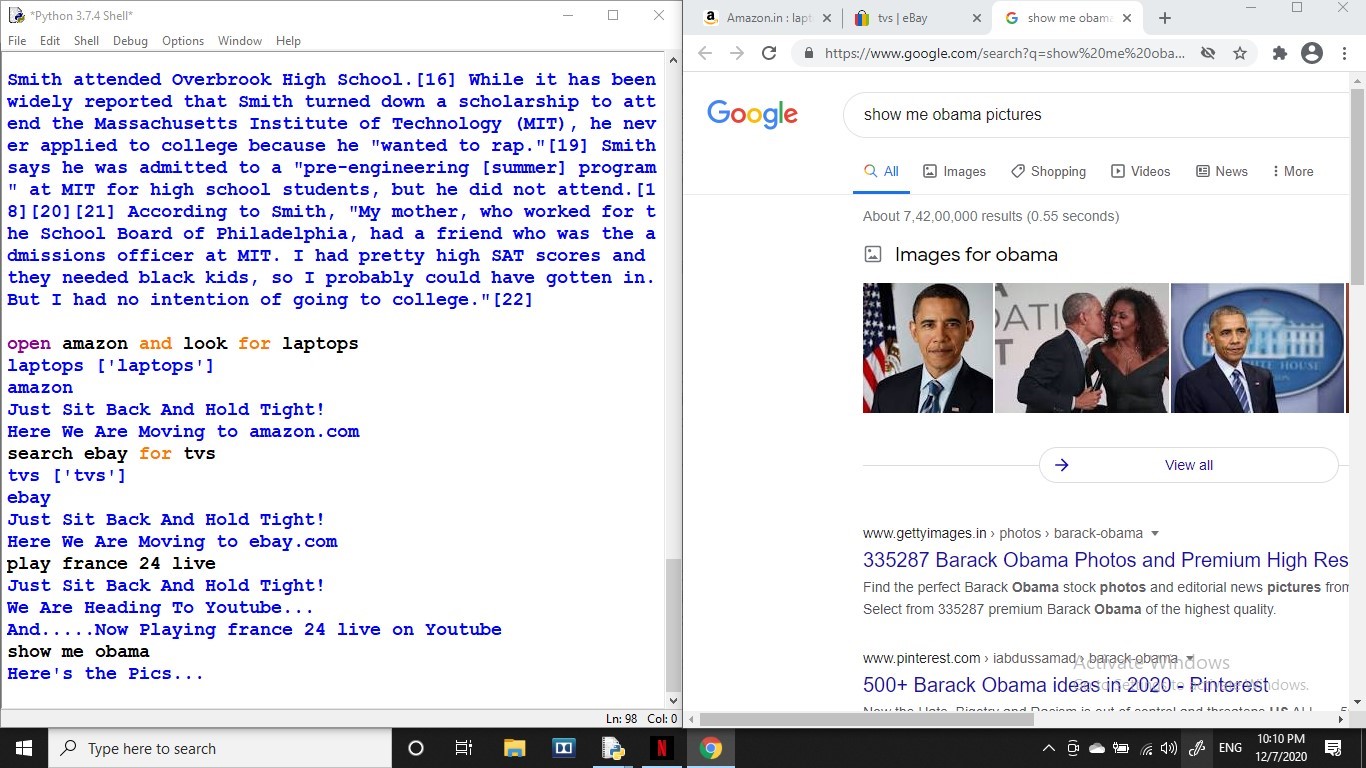 *Python 3.7.4 Shell*
File Edit Shell Debug Options Window Help
Smith attended Overbrook High School.[16] While it has been
widely reported that Smith turned down a scholarship to att
end the Massachusetts Institute of Technology (MIT), he nev
er applied to college because he "wanted to rap."[19] Smith
says he was admitted to a "pre-engineering [summer] program
" at MIT for high school students, but he did not attend.[1
8][20][21] According to Smith, "My mother, who worked for t
he School Board of Philadelphia, had a friend who was the a
dmissions officer at MIT. I had pretty high SAT scores and
they needed black kids, so I probably could have gotten in.
But I had no intention of going to college."[22]
open amazon and look for laptops
laptops ['laptops']
amazon
Just Sit Back And Hold Tight!
Here We Are Moving to amazon.com
search ebay for tvs
tvs ['tvs']
ebay
Just Sit Back And Hold Tight!
Here We Are Moving to ebay.com
play france 24 live
Just Sit Back And Hold Tight!
We Are Heading To Youtube...
And.....Now Playing france 24 live on Youtube
show me obama
Here's the Pics...
Ln: 98 Col: 0
Amazon.in : lapt
tvs | eBay
show me obama
https://www.google.com/search?q=show%20me%20oba...
Google
show me obama pictures
All Images Shopping Videos News More
About 7,42,00,000 results (0.55 seconds)
Images for obama
View all
www.gettyimages.in › photos › barack-obama
335287 Barack Obama Photos and Premium High Res
Find the perfect Barack Obama stock photos and editorial news pictures from
Select from 335287 premium Barack Obama of the highest quality.
www.pinterest.com › iabdussamad › barack-obama
Activate Windows
500+ Barack Obama ideas in 2020 - Pinterest
Go to Settings to activate Windows.
Type here to search
ENG
10:10 PM
12/7/2020